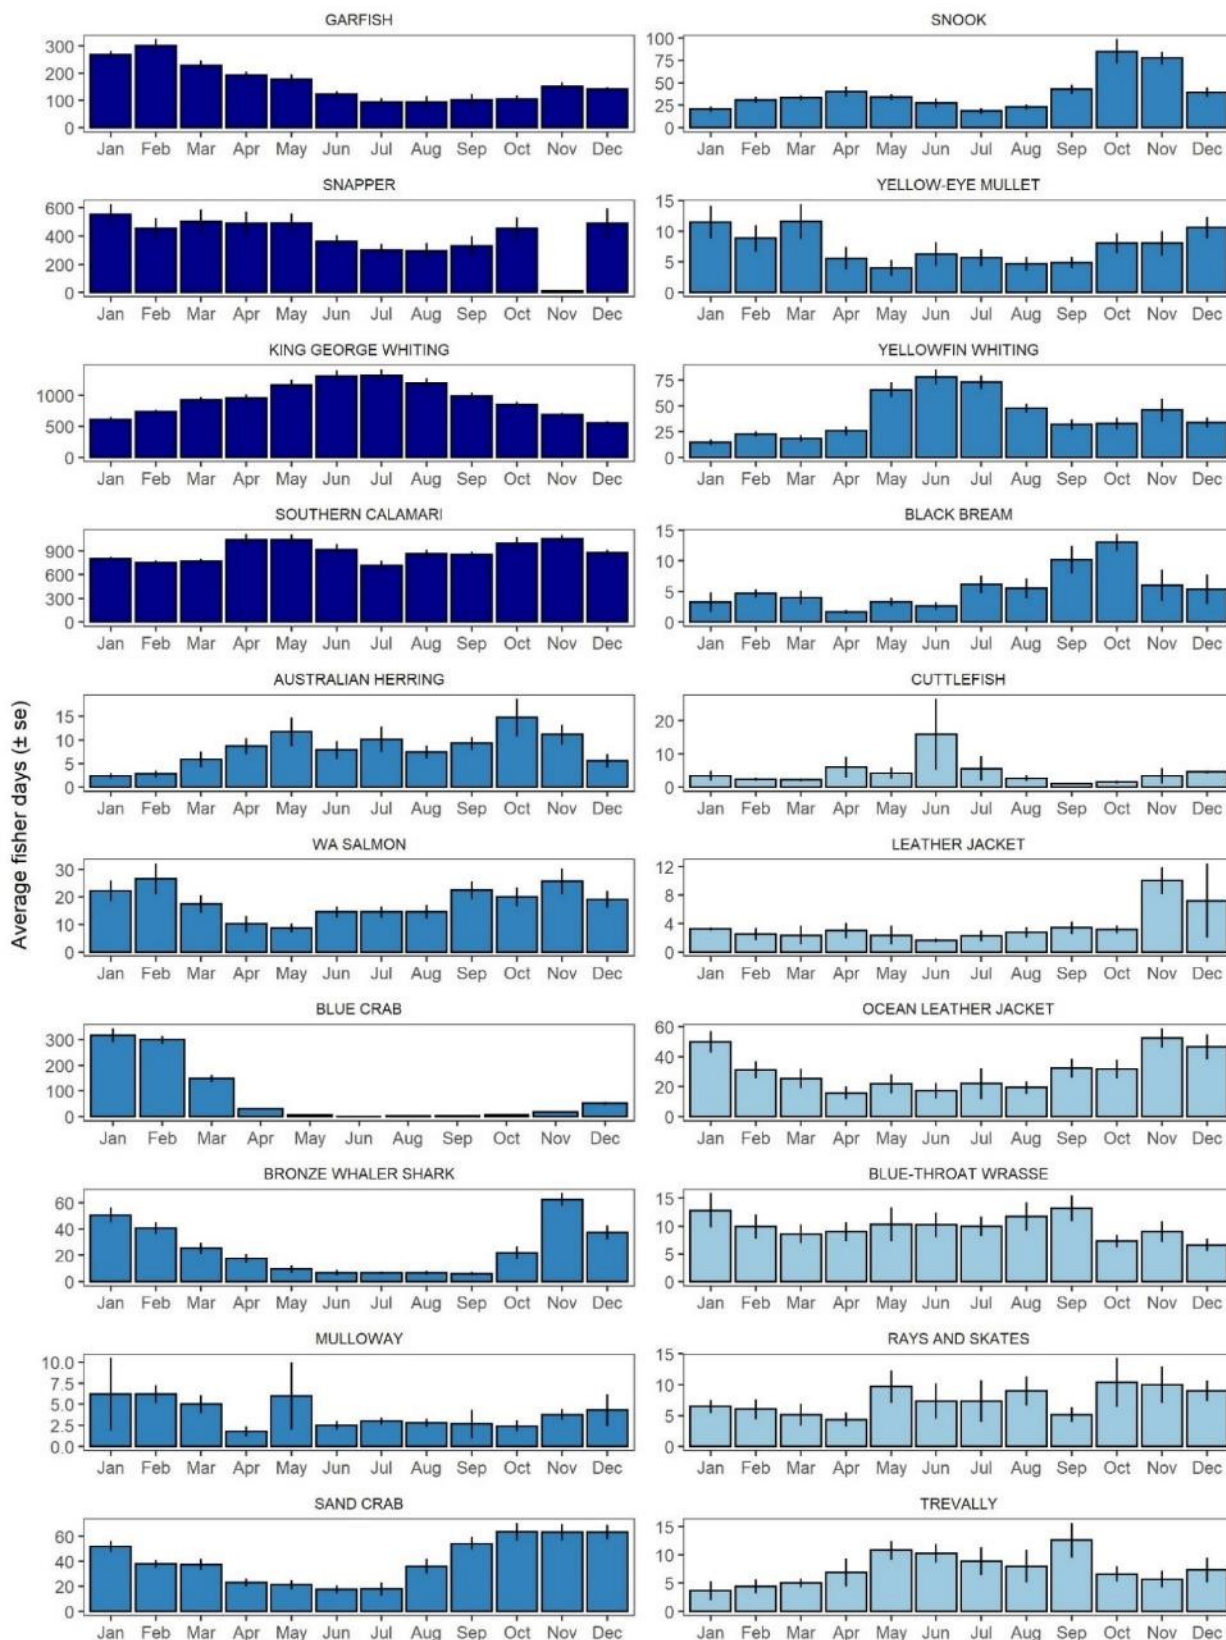 Average fisher days (± se)
GARFISH
300
200
100
0
Jan Feb Mar Apr May Jun Jul Aug Sep Oct Nov Dec
SNAPPER
600
400
200
0
Jan Feb Mar Apr May Jun Jul Aug Sep Oct Nov Dec
KING GEORGE WHITING
1000
500
0
Jan Feb Mar Apr May Jun Jul Aug Sep Oct Nov Dec
SOUTHERN CALAMARI
900
600
300
0
Jan Feb Mar Apr May Jun Jul Aug Sep Oct Nov Dec
AUSTRALIAN HERRING
15
10
5
0
Jan Feb Mar Apr May Jun Jul Aug Sep Oct Nov Dec
WA SALMON
30
20
10
0
Jan Feb Mar Apr May Jun Jul Aug Sep Oct Nov Dec
BLUE CRAB
300
200
100
0
Jan Feb Mar Apr May Jun Aug Sep Oct Nov Dec
BRONZE WHALER SHARK
60
40
20
0
Jan Feb Mar Apr May Jun Jul Aug Sep Oct Nov Dec
MULLOWAY
10.0
7.5
5.0
2.5
0.0
Jan Feb Mar Apr May Jun Jul Aug Sep Oct Nov Dec
SAND CRAB
60
40
20
0
Jan Feb Mar Apr May Jun Jul Aug Sep Oct Nov Dec
SNOOK
100
75
50
25
0
Jan Feb Mar Apr May Jun Jul Aug Sep Oct Nov Dec
YELLOW-EYE MULLET
15
10
5
0
Jan Feb Mar Apr May Jun Jul Aug Sep Oct Nov Dec
YELLOWFIN WHITING
75
50
25
0
Jan Feb Mar Apr May Jun Jul Aug Sep Oct Nov Dec
BLACK BREAM
15
10
5
0
Jan Feb Mar Apr May Jun Jul Aug Sep Oct Nov Dec
CUTTLEFISH
20
10
0
Jan Feb Mar Apr May Jun Jul Aug Sep Oct Nov Dec
LEATHER JACKET
12
8
4
0
Jan Feb Mar Apr May Jun Jul Aug Sep Oct Nov Dec
OCEAN LEATHER JACKET
60
40
20
0
Jan Feb Mar Apr May Jun Jul Aug Sep Oct Nov Dec
BLUE-THROAT WRASSE
15
10
5
0
Jan Feb Mar Apr May Jun Jul Aug Sep Oct Nov Dec
RAYS AND SKATES
15
10
5
0
Jan Feb Mar Apr May Jun Jul Aug Sep Oct Nov Dec
TREVALLY
15
10
5
0
Jan Feb Mar Apr May Jun Jul Aug Sep Oct Nov Dec